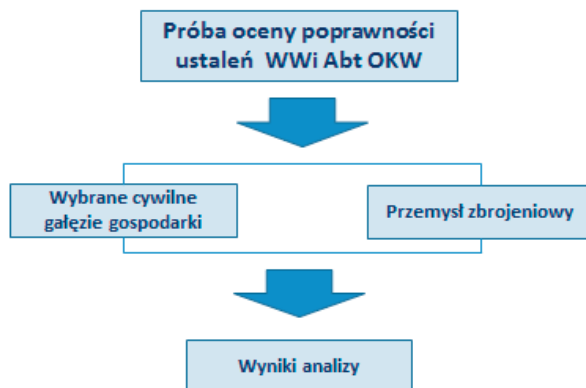 Próba oceny poprawności
ustaleń WWi Abt OKW
Wybrane cywilne
gałęzie gospodarki
Przemysł zbrojeniowy
Wyniki analizy